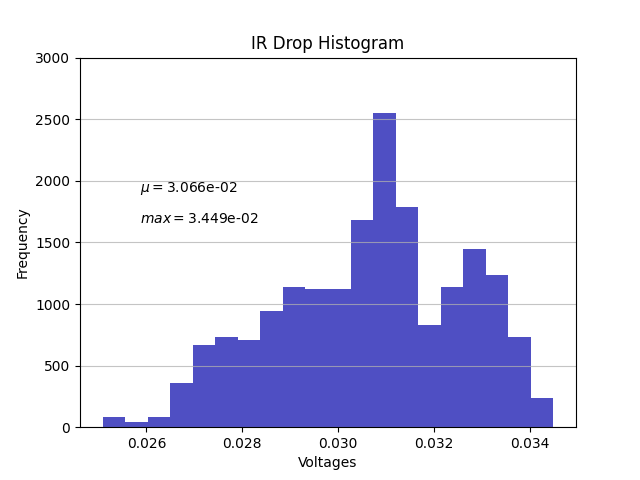 IR Drop Histogram
3000
2500
2000
1500
1000
500
0
Frequency
μ = 3.066e-02
max = 3.449e-02
0.026 0.028 0.030 0.032 0.034
Voltages